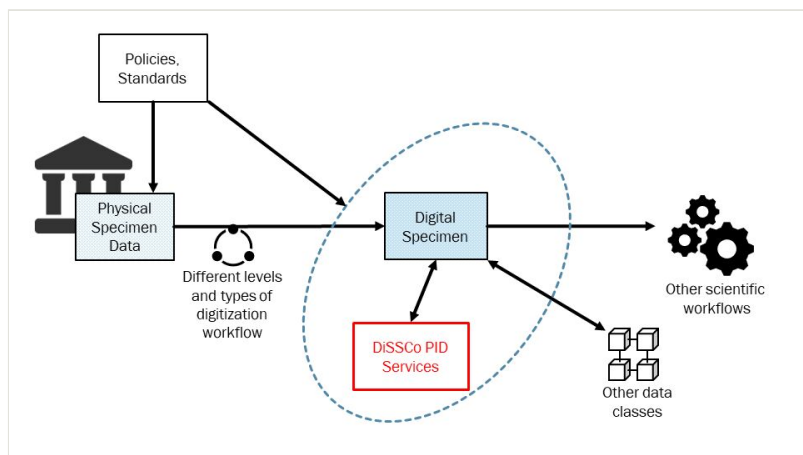 Policies,
Standards
Physical
Specimen
Data
Different levels
and types of
digitization
workflow
Digital
Specimen
DiSSCo PID
Services
Other scientific
workflows
Other data
classes